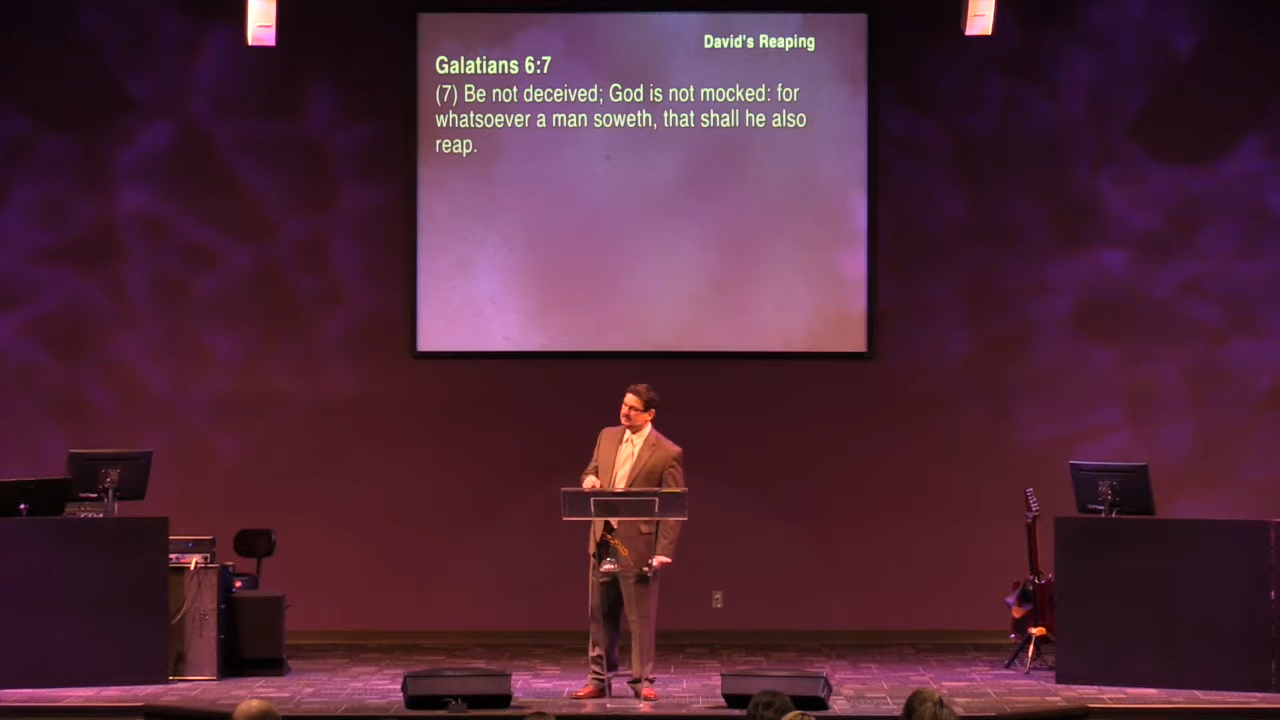 David's Reaping
Galatians 6:7
(7) Be not deceived; God is not mocked: for
whatsoever a man soweth, that shall he also
reap.